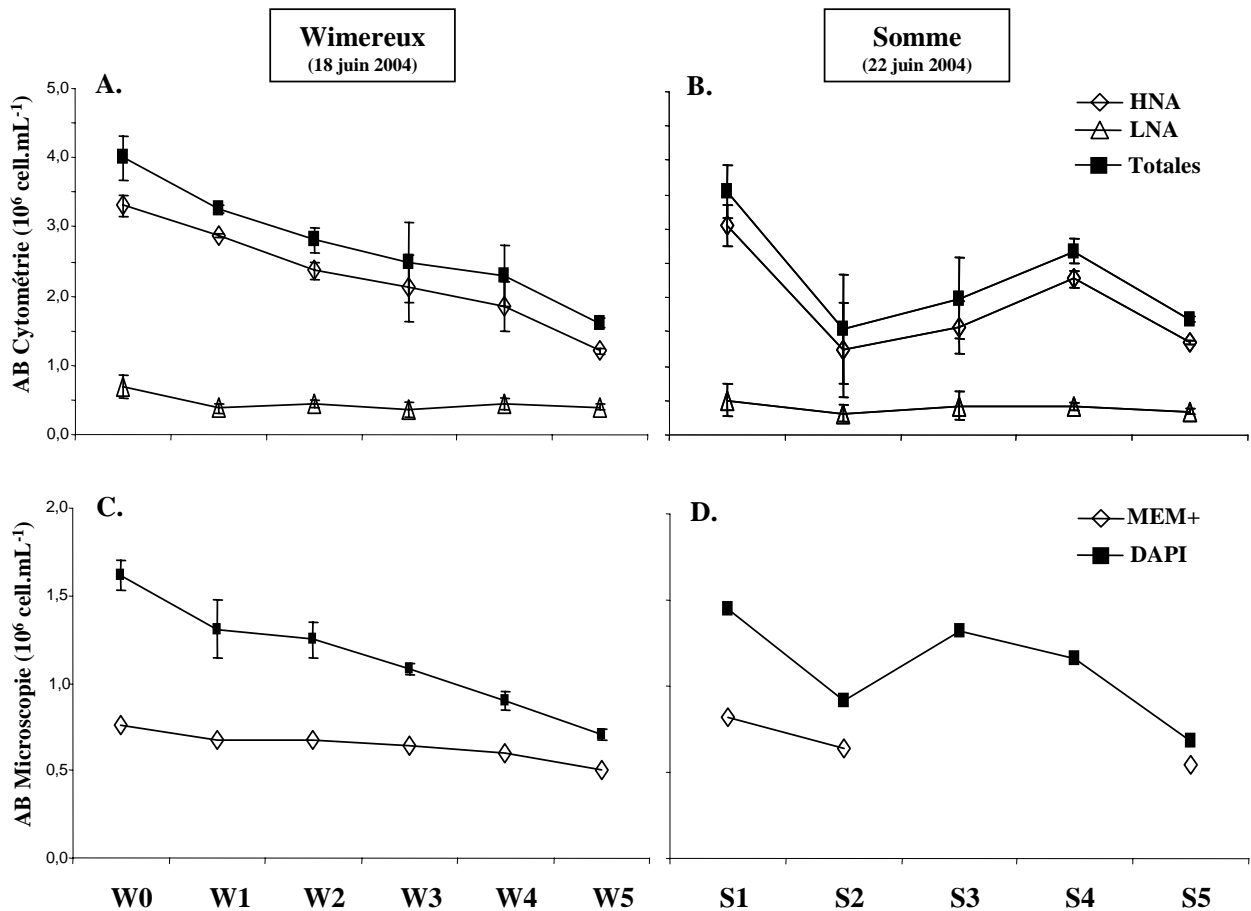 Wimereux
(18 juin 2004)
Somme
(22 juin 2004)
A.
B.
HNA
LNA
Totales
AB Cytométrie (10⁶ cell.mL⁻¹)
5,0
4,0
3,0
2,0
1,0
0,0
C.
D.
MEM+
DAPI
AB Microscopie (10⁶ cell.mL⁻¹)
2,0
1,5
1,0
0,5
0,0
W0 W1 W2 W3 W4 W5
S1 S2 S3 S4 S5